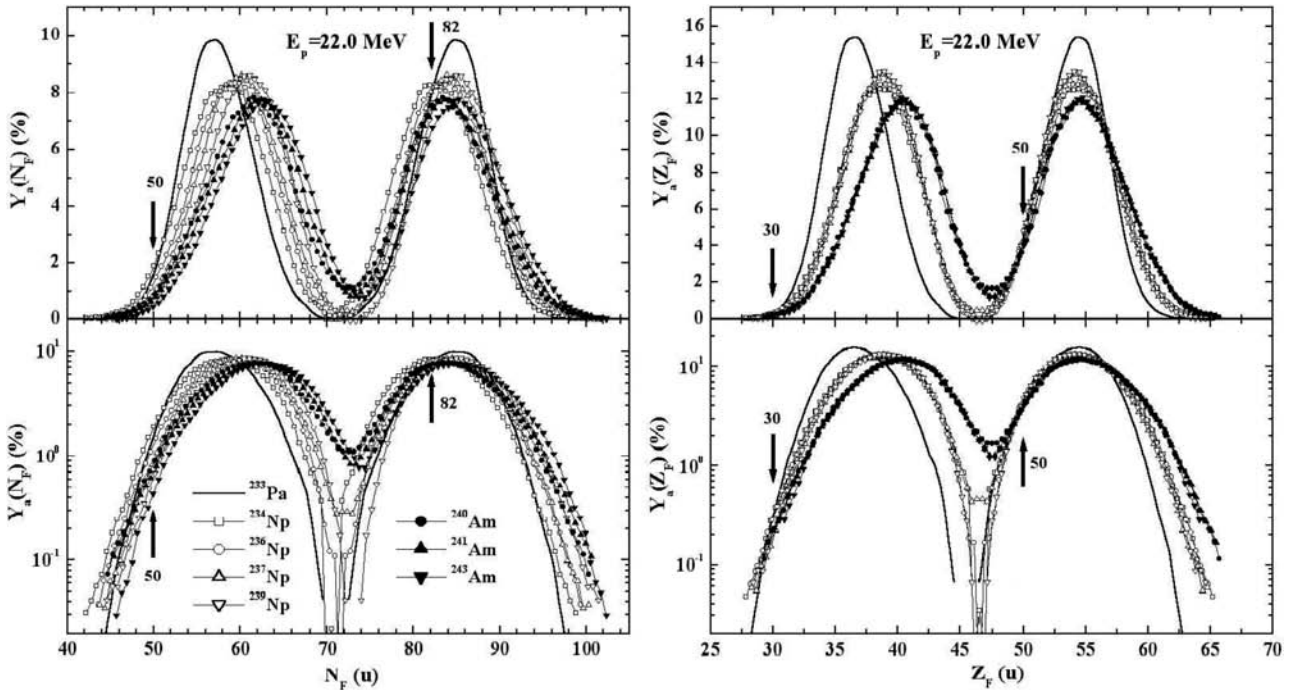 E_p=22.0 MeV
82
50
Y_a(N_F) (%)
10
8
6
4
2
0
E_p=22.0 MeV
50
30
Y_a(Z_F) (%)
16
14
12
10
8
6
4
2
0
82
50
Y_a(N_F) (%)
10^1
10^0
10^-1
^233Pa
^234Np
^236Np
^237Np
^239Np
^240Am
^241Am
^243Am
40 50 60 70 80 90 100
N_F (u)
30
50
Y_a(Z_F) (%)
10^1
10^0
10^-1
25 30 35 40 45 50 55 60 65 70
Z_F (u)